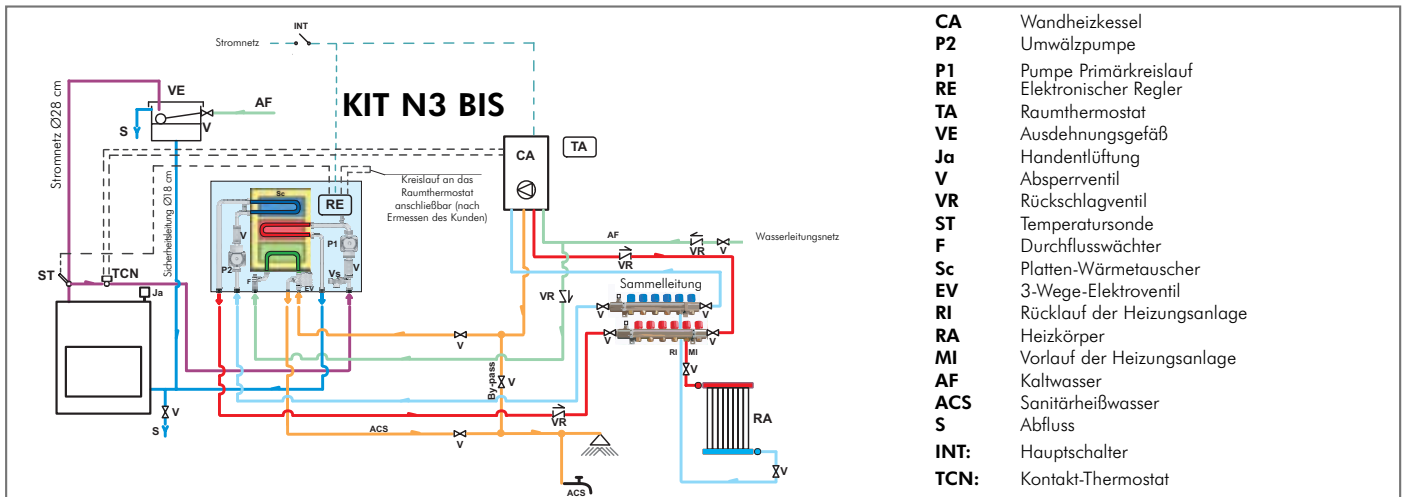 INT
Stromnetz
KIT N3 BIS
VE
AF
S
V
Stromnetz Ø28 cm
Sicherheitsleitung Ø18 cm
CA
TA
Kreislauf an das
Raumthermostat
anschließbar (nach
Ermessen des Kunden)
Sc
RE
V
P1
P2
V
Vs
F
EV
ST
TCN
Ja
AF
VR
V
Wasserleitungsnetz
VR
Sammelleitung
VR
V
V
V
V
RI
MI
V
V
By-pass
V
VR
ACS
V
RA
V
V
S
ACS
CA Wandheizkessel
P2 Umwälzpumpe
P1 Pumpe Primärkreislauf
RE Elektronischer Regler
TA Raumthermostat
VE Ausdehnungsgefäß
Ja Handentlüftung
V Absperrventil
VR Rückschlagventil
ST Temperatursonde
F Durchflusswächter
Sc Platten-Wärmetauscher
EV 3-Wege-Elektroventil
RI Rücklauf der Heizungsanlage
RA Heizkörper
MI Vorlauf der Heizungsanlage
AF Kaltwasser
ACS Sanitärheißwasser
S Abfluss
INT: Hauptschalter
TCN: Kontakt-Thermostat